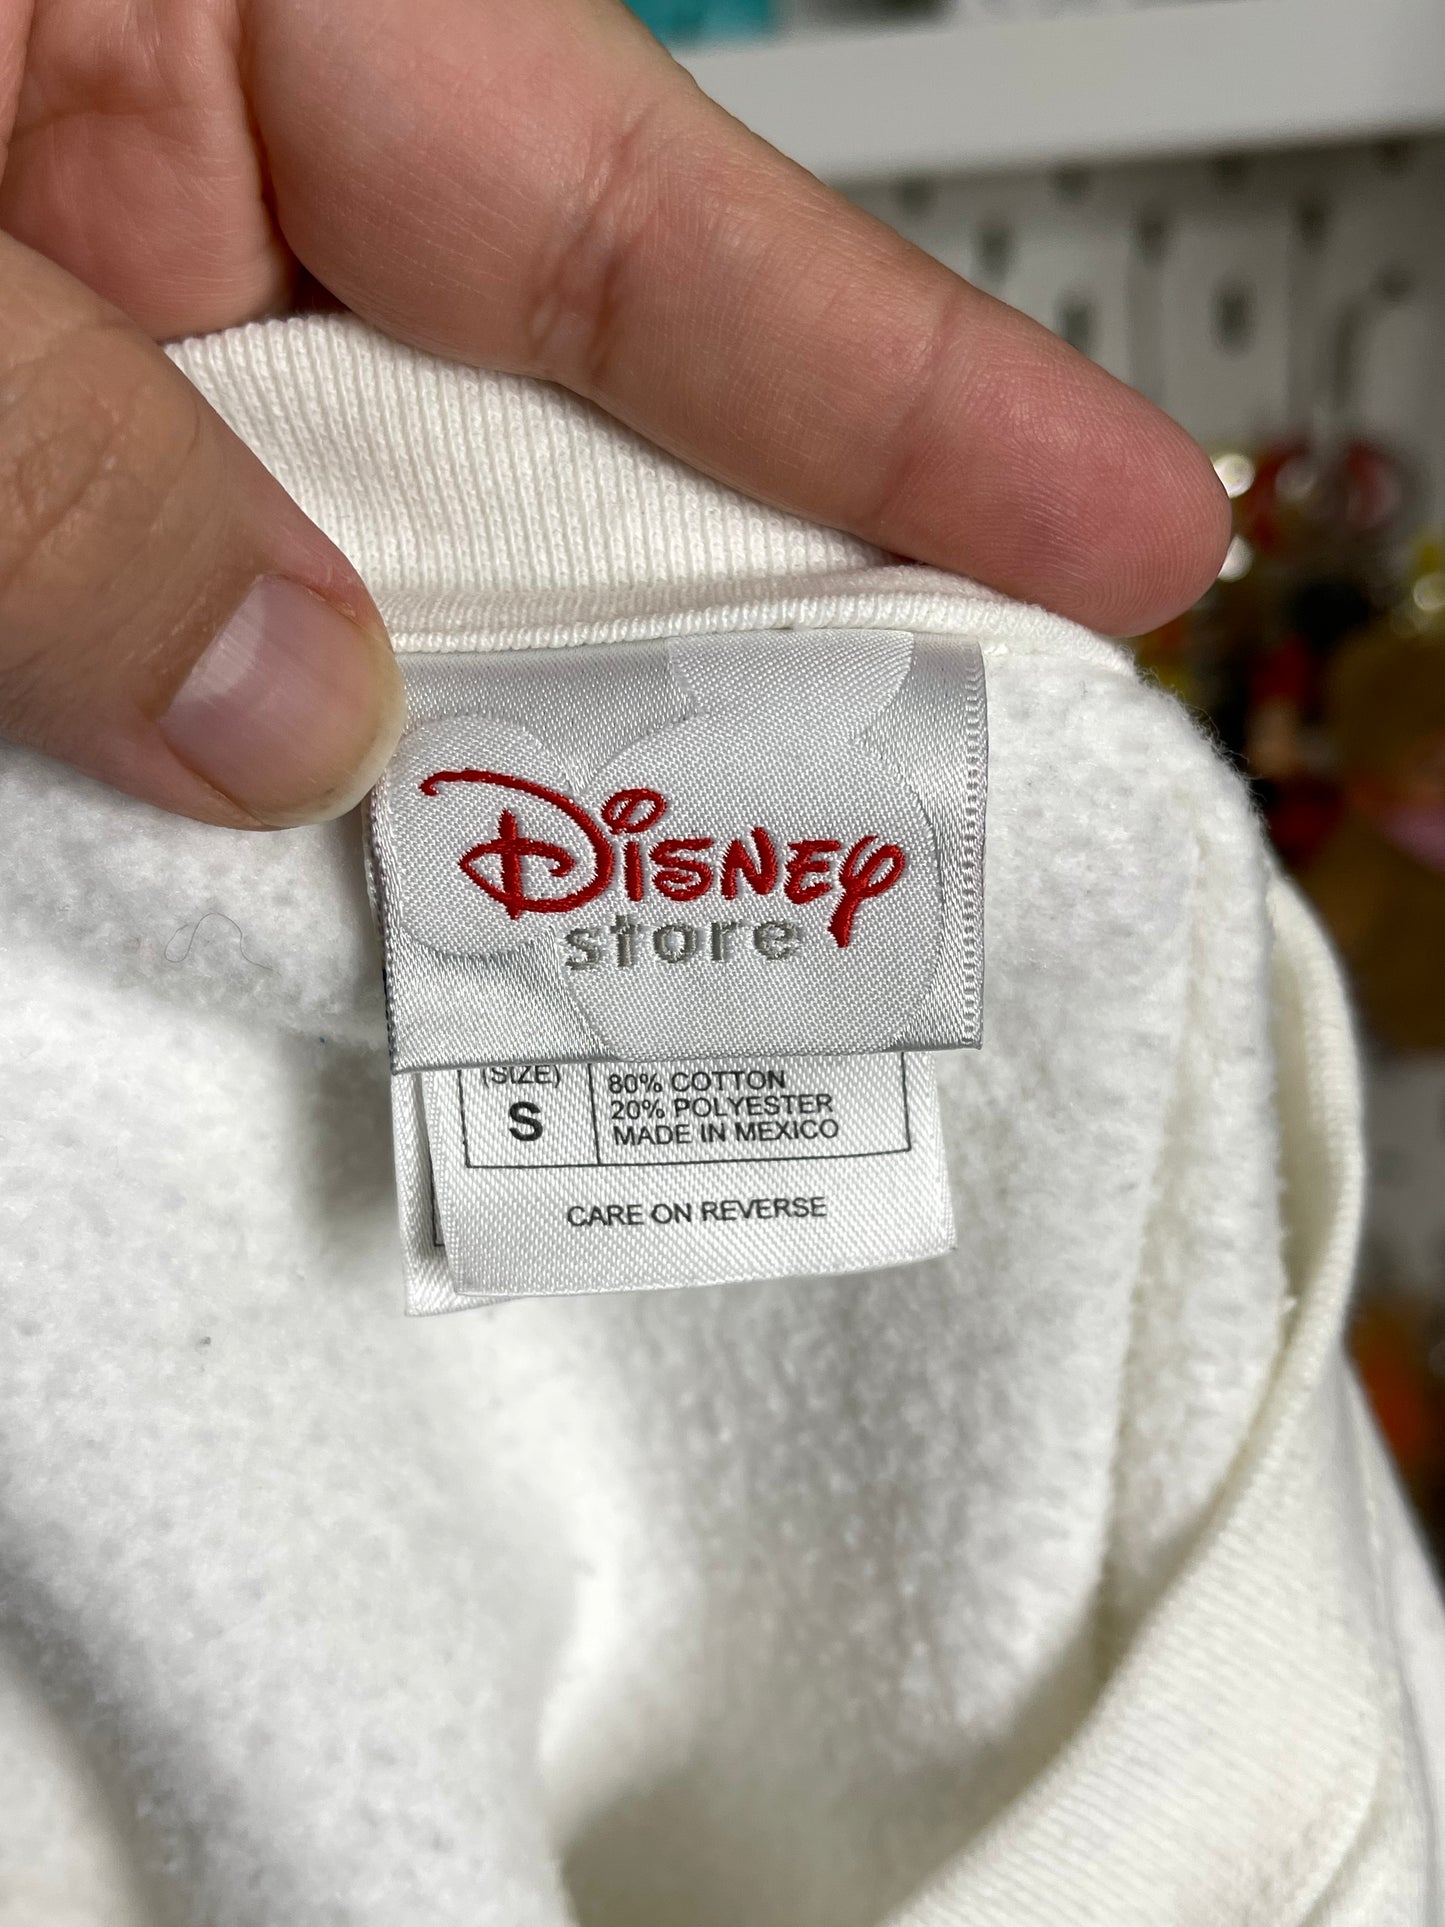 Disney
store
(SIZE)
S
80% COTTON
20% POLYESTER
MADE IN MEXICO
CARE ON REVERSE